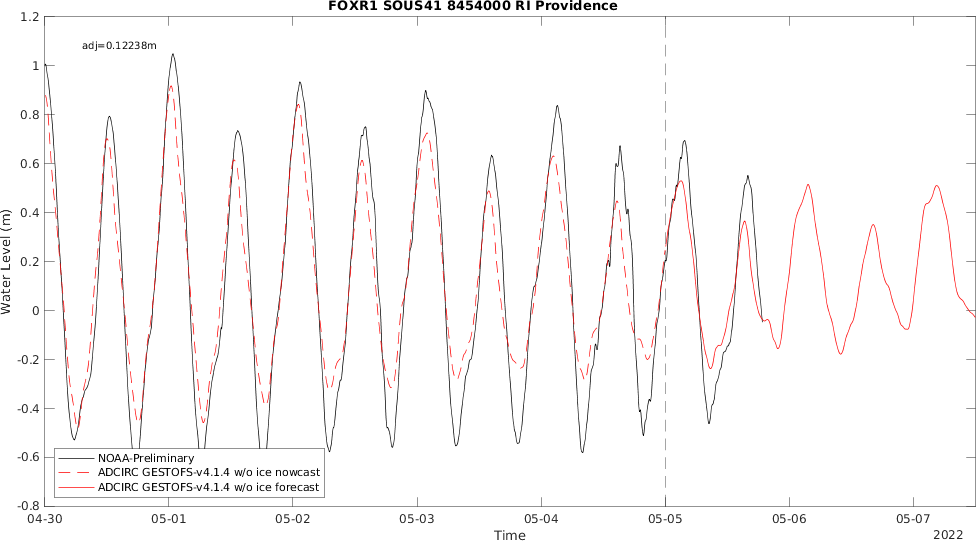 FOXR1 SOUS41 8454000 RI Providence
adj=0.12238m
1.2
1
0.8
0.6
0.4
0.2
0
-0.2
-0.4
-0.6
-0.8
Water Level (m)
NOAA-Preliminary
ADCIRC GESTOFS-v4.1.4 w/o ice nowcast
ADCIRC GESTOFS-v4.1.4 w/o ice forecast
04-30 05-01 05-02 05-03 05-04 05-05 05-06 05-07
Time
2022